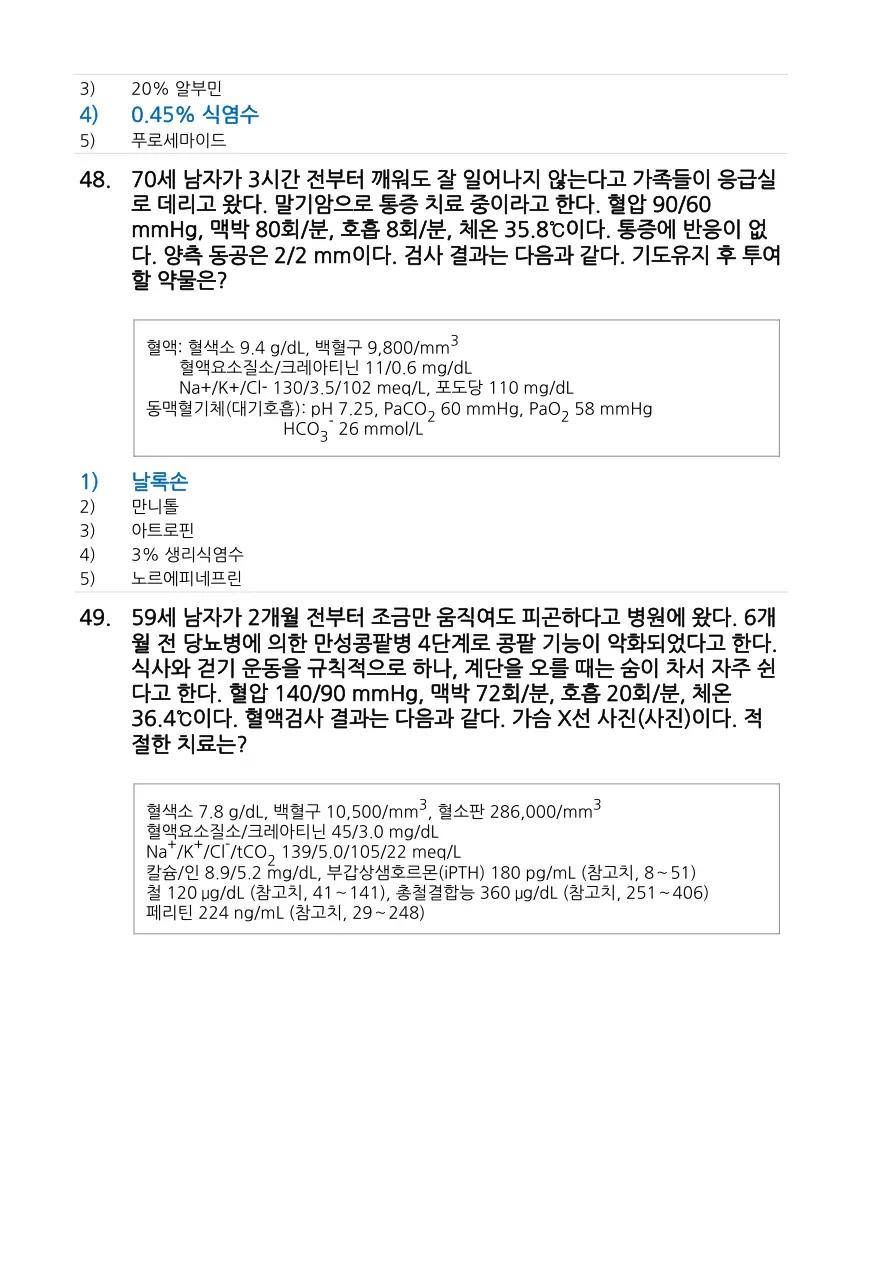 3) 20% 알부민
4) 0.45% 식염수
5) 푸로세마이드
48. 70세 남자가 3시간 전부터 깨워도 잘 일어나지 않는다고 가족들이 응급실
로 데리고 왔다. 말기암으로 통증 치료 중이라고 한다. 혈압 90/60
mmHg, 맥박 80회/분, 호흡 8회/분, 체온 35.8℃이다. 통증에 반응이 없
다. 양측 동공은 2/2 mm이다. 검사 결과는 다음과 같다. 기도유지 후 투여
할 약물은?
혈액: 혈색소 9.4 g/dL, 백혈구 9,800/mm³
혈액요소질소/크레아티닌 11/0.6 mg/dL
Na+/K+/Cl- 130/3.5/102 meq/L, 포도당 110 mg/dL
동맥혈기체(대기호흡): pH 7.25, PaCO₂ 60 mmHg, PaO₂ 58 mmHg
HCO₃⁻ 26 mmol/L
1) 날록손
2) 만니톨
3) 아트로핀
4) 3% 생리식염수
5) 노르에피네프린
49. 59세 남자가 2개월 전부터 조금만 움직여도 피곤하다고 병원에 왔다. 6개
월 전 당뇨병에 의한 만성콩팥병 4단계로 콩팥 기능이 악화되었다고 한다.
식사와 걷기 운동을 규칙적으로 하나, 계단을 오를 때는 숨이 차서 자주 쉰
다고 한다. 혈압 140/90 mmHg, 맥박 72회/분, 호흡 20회/분, 체온
36.4℃이다. 혈액검사 결과는 다음과 같다. 가슴 X선 사진(사진)이다. 적
절한 치료는?
혈색소 7.8 g/dL, 백혈구 10,500/mm³, 혈소판 286,000/mm³
혈액요소질소/크레아티닌 45/3.0 mg/dL
Na⁺/K⁺/Cl⁻/tCO₂ 139/5.0/105/22 meq/L
칼슘/인 8.9/5.2 mg/dL, 부갑상샘호르몬(iPTH) 180 pg/mL (참고치, 8~51)
철 120 µg/dL (참고치, 41~141), 총철결합능 360 µg/dL (참고치, 251~406)
페리틴 224 ng/mL (참고치, 29~248)